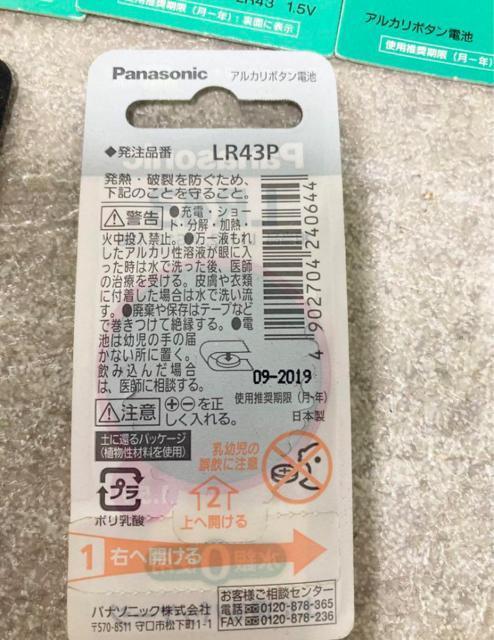 LR43 1.5V
使用推奨期限（月－年）：裏面に表示
アルカリボタン電池
使用推奨期限（月－年）
Panasonic アルカリボタン電池
◆発注品番 LR43P
発熱・破裂を防ぐため、
下記のことを守ること。
⚠警告 ●充電・ショー
ト・分解・加熱・
火中投入禁止。●万一液もれ
したアルカリ性溶液が眼に入
った時は水で洗った後、医師
の治療を受ける。皮膚や衣類
に付着した場合は水で洗い流
す。●廃棄や保存はテープなど
で巻きつけて絶縁する。●電
池は幼児の手の届
かない所に置く。
飲み込んだ場合
は、医師に相談する。
⚠注意 ⊕⊖を正
しく入れる。
4 902704 240644
09-2019
使用推奨期限（月-年）
日本製
土に還るパッケージ
（植物性材料を使用）
乳幼児の
誤飲に注意
プラ
ポリ乳酸
2
上へ開ける
1 右へ開ける
パナソニック株式会社
〒570-8511 守口市松下町1-1
お客様ご相談センター
電話 0120-878-365
FAX 0120-878-236